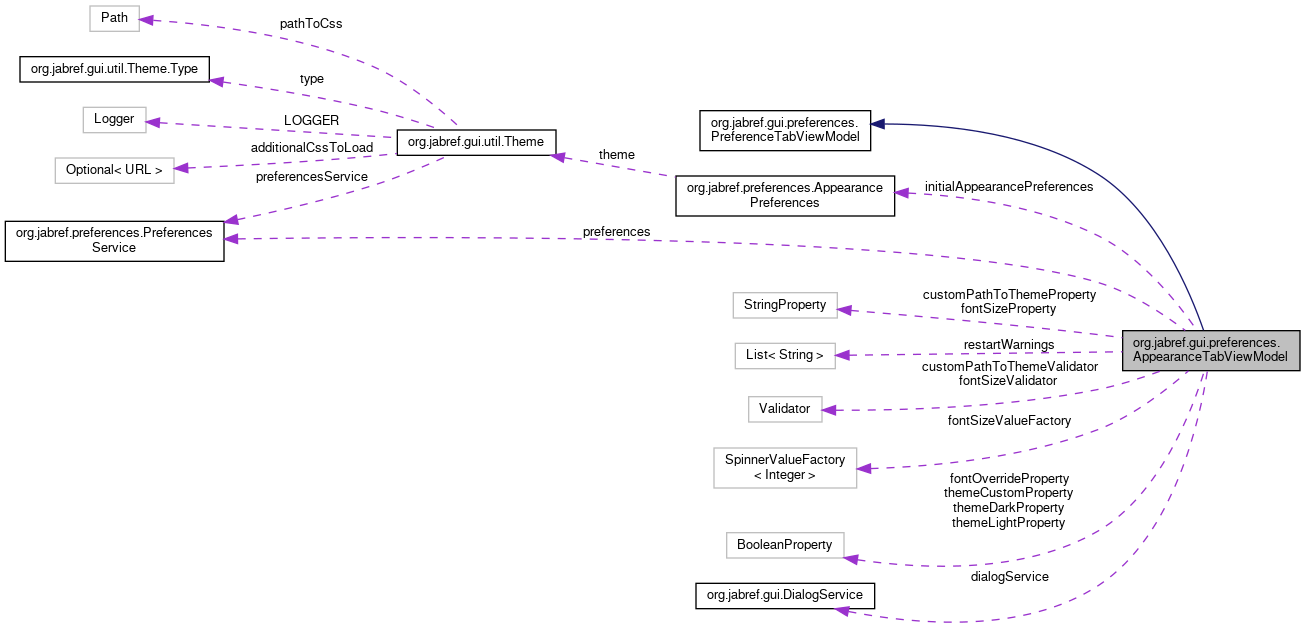 Path
pathToCss
org.jabref.gui.util.Theme.Type
type
Logger
LOGGER
Optional< URL >
additionalCssToLoad
preferencesService
org.jabref.preferences.Preferences
Service
org.jabref.gui.util.Theme
theme
org.jabref.gui.preferences.
PreferenceTabViewModel
org.jabref.preferences.Appearance
Preferences
initialAppearancePreferences
preferences
StringProperty
customPathToThemeProperty
fontSizeProperty
List< String >
restartWarnings
org.jabref.gui.preferences.
AppearanceTabViewModel
customPathToThemeValidator
fontSizeValidator
Validator
fontSizeValueFactory
SpinnerValueFactory
< Integer >
fontOverrideProperty
themeCustomProperty
themeDarkProperty
themeLightProperty
BooleanProperty
dialogService
org.jabref.gui.DialogService